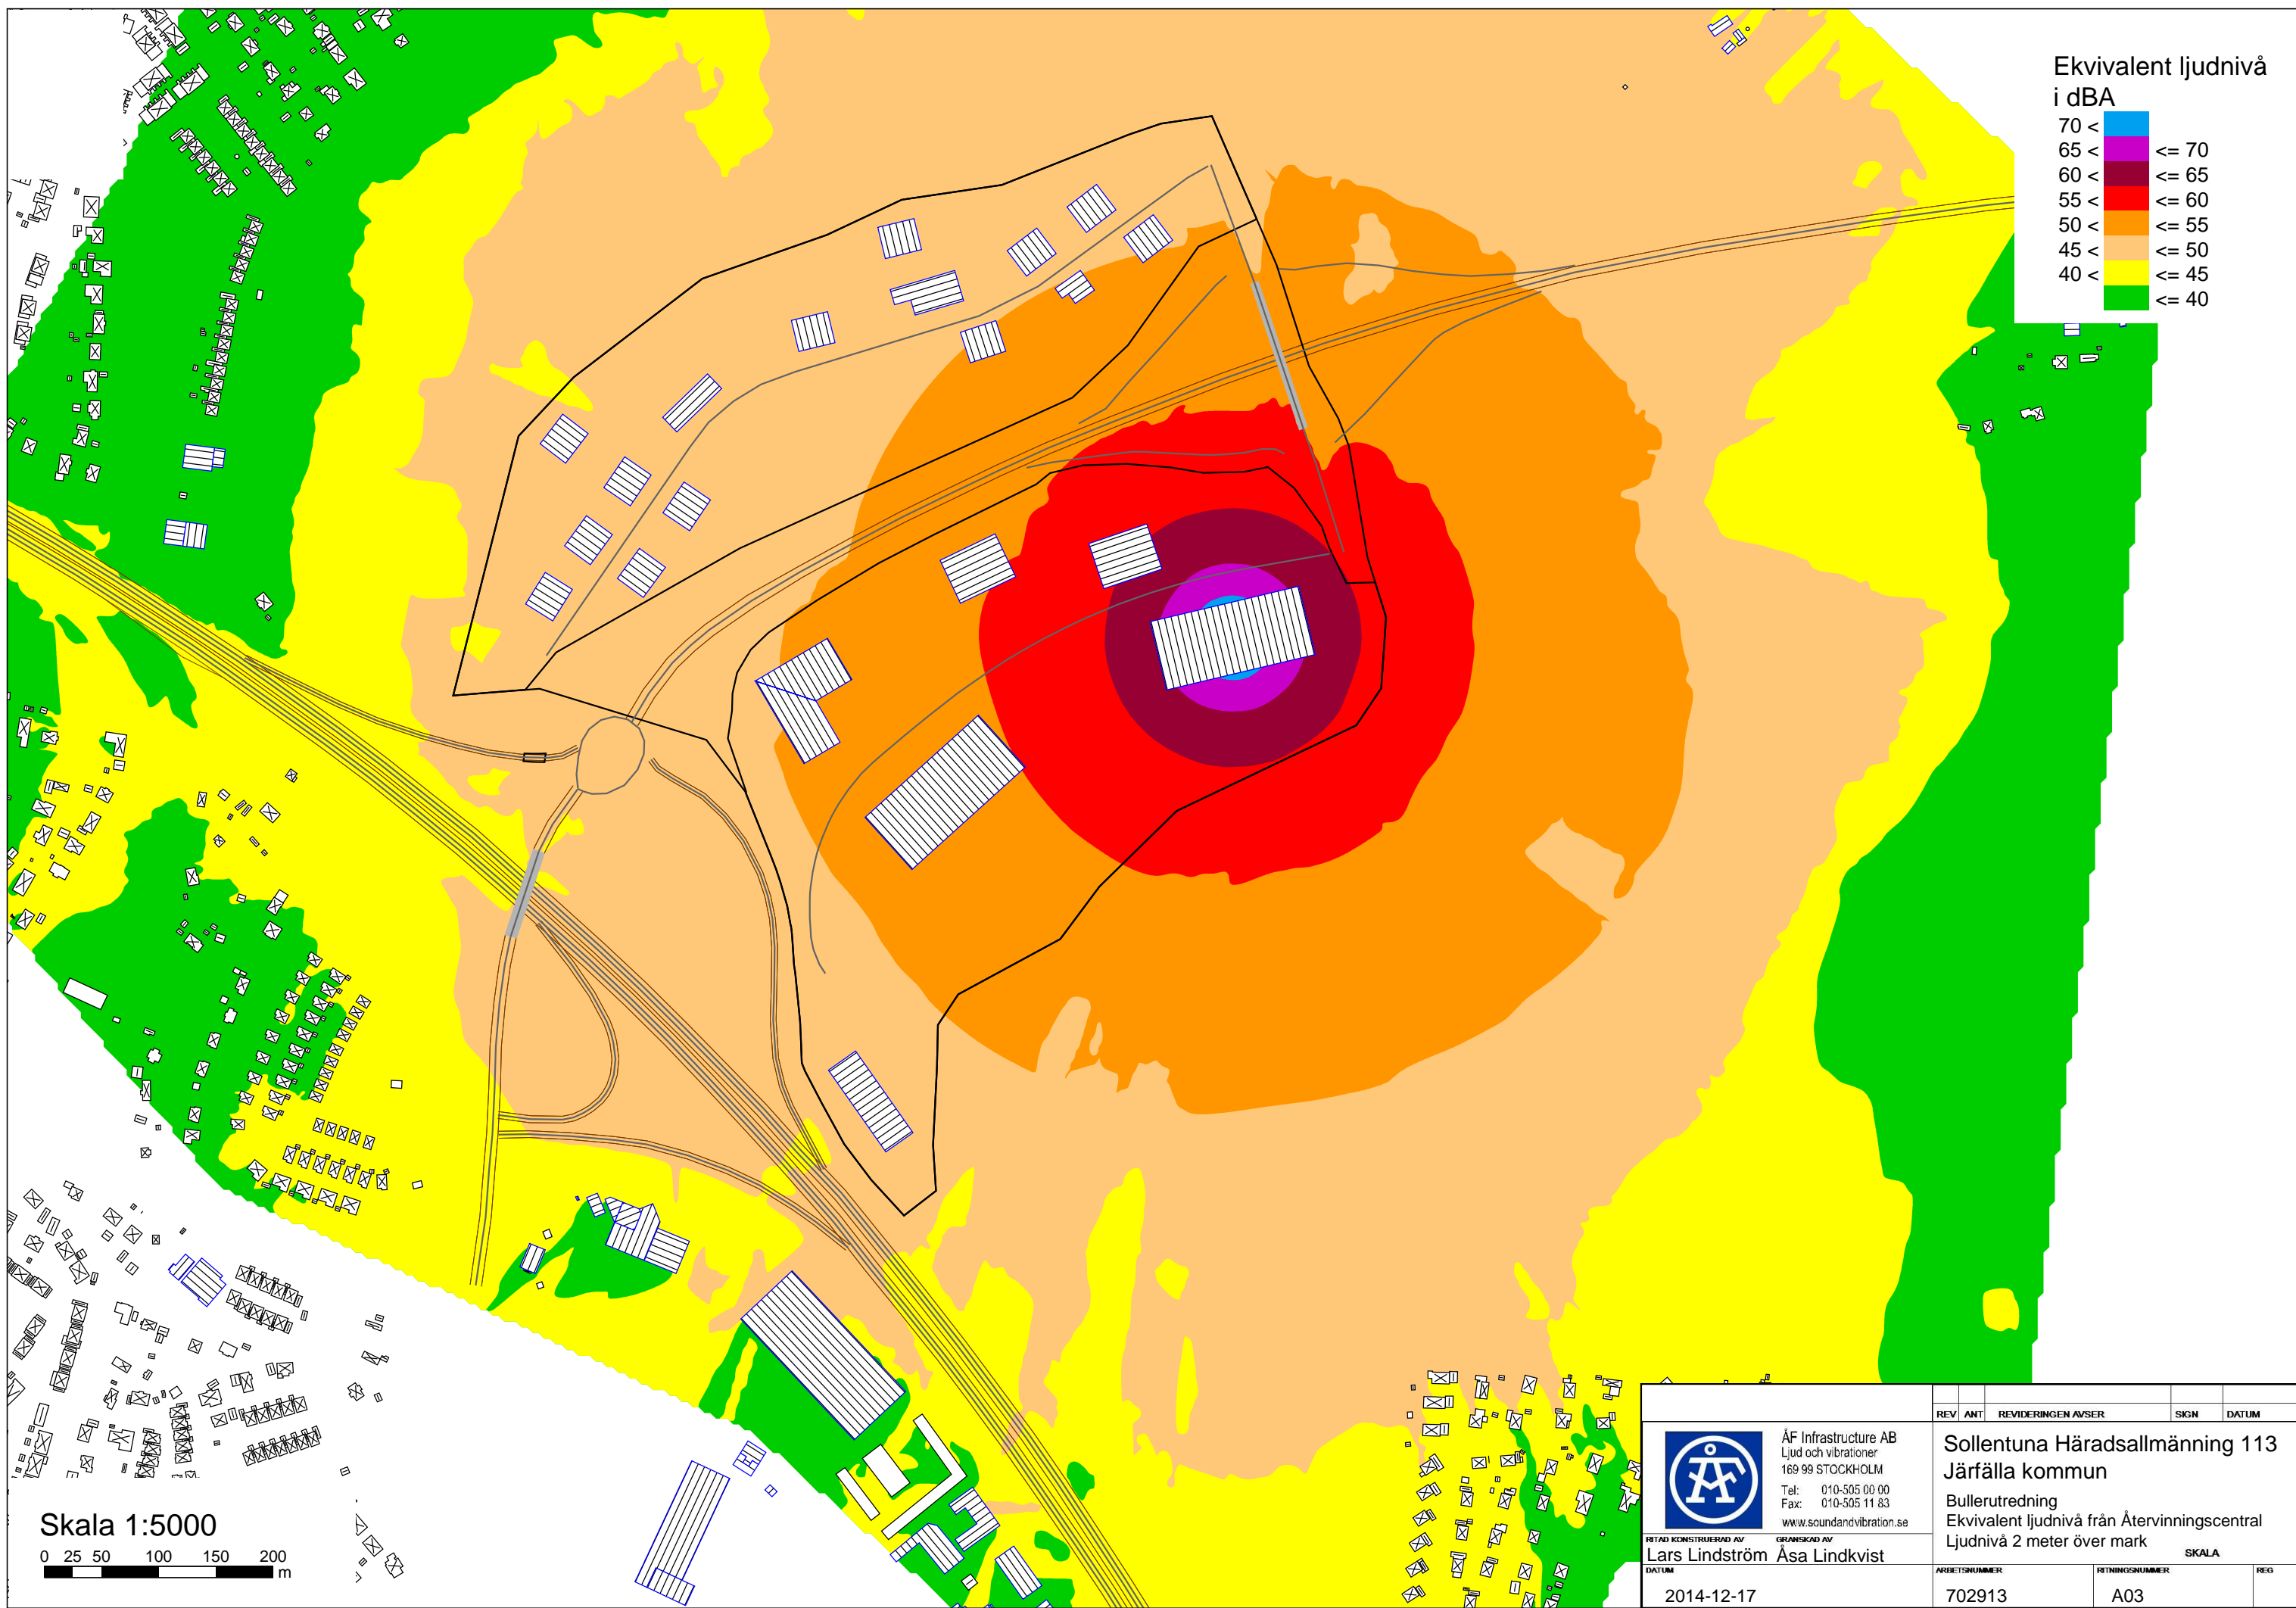 Ekvivalent ljudnivå
i dBA
70 <
65 < <= 70
60 < <= 65
55 < <= 60
50 < <= 55
45 < <= 50
40 < <= 45
<= 40
Skala 1:5000
0 25 50 100 150 200
m
REV ANT REVIDERINGEN AVSER SIGN DATUM
ÅF
ÅF Infrastructure AB
Ljud och vibrationer
169 99 STOCKHOLM
Tel: 010-505 00 00
Fax: 010-505 11 83
www.soundandvibration.se
RITAD KONSTRUERAD AV GRANSKAD AV
Lars Lindström Åsa Lindkvist
DATUM
2014-12-17
Sollentuna Häradsallmänning 113
Järfälla kommun
Bullerutredning
Ekvivalent ljudnivå från Återvinningscentral
Ljudnivå 2 meter över mark
SKALA
ARBETSNUMMER RITNINGSNUMMER REG
702913 A03